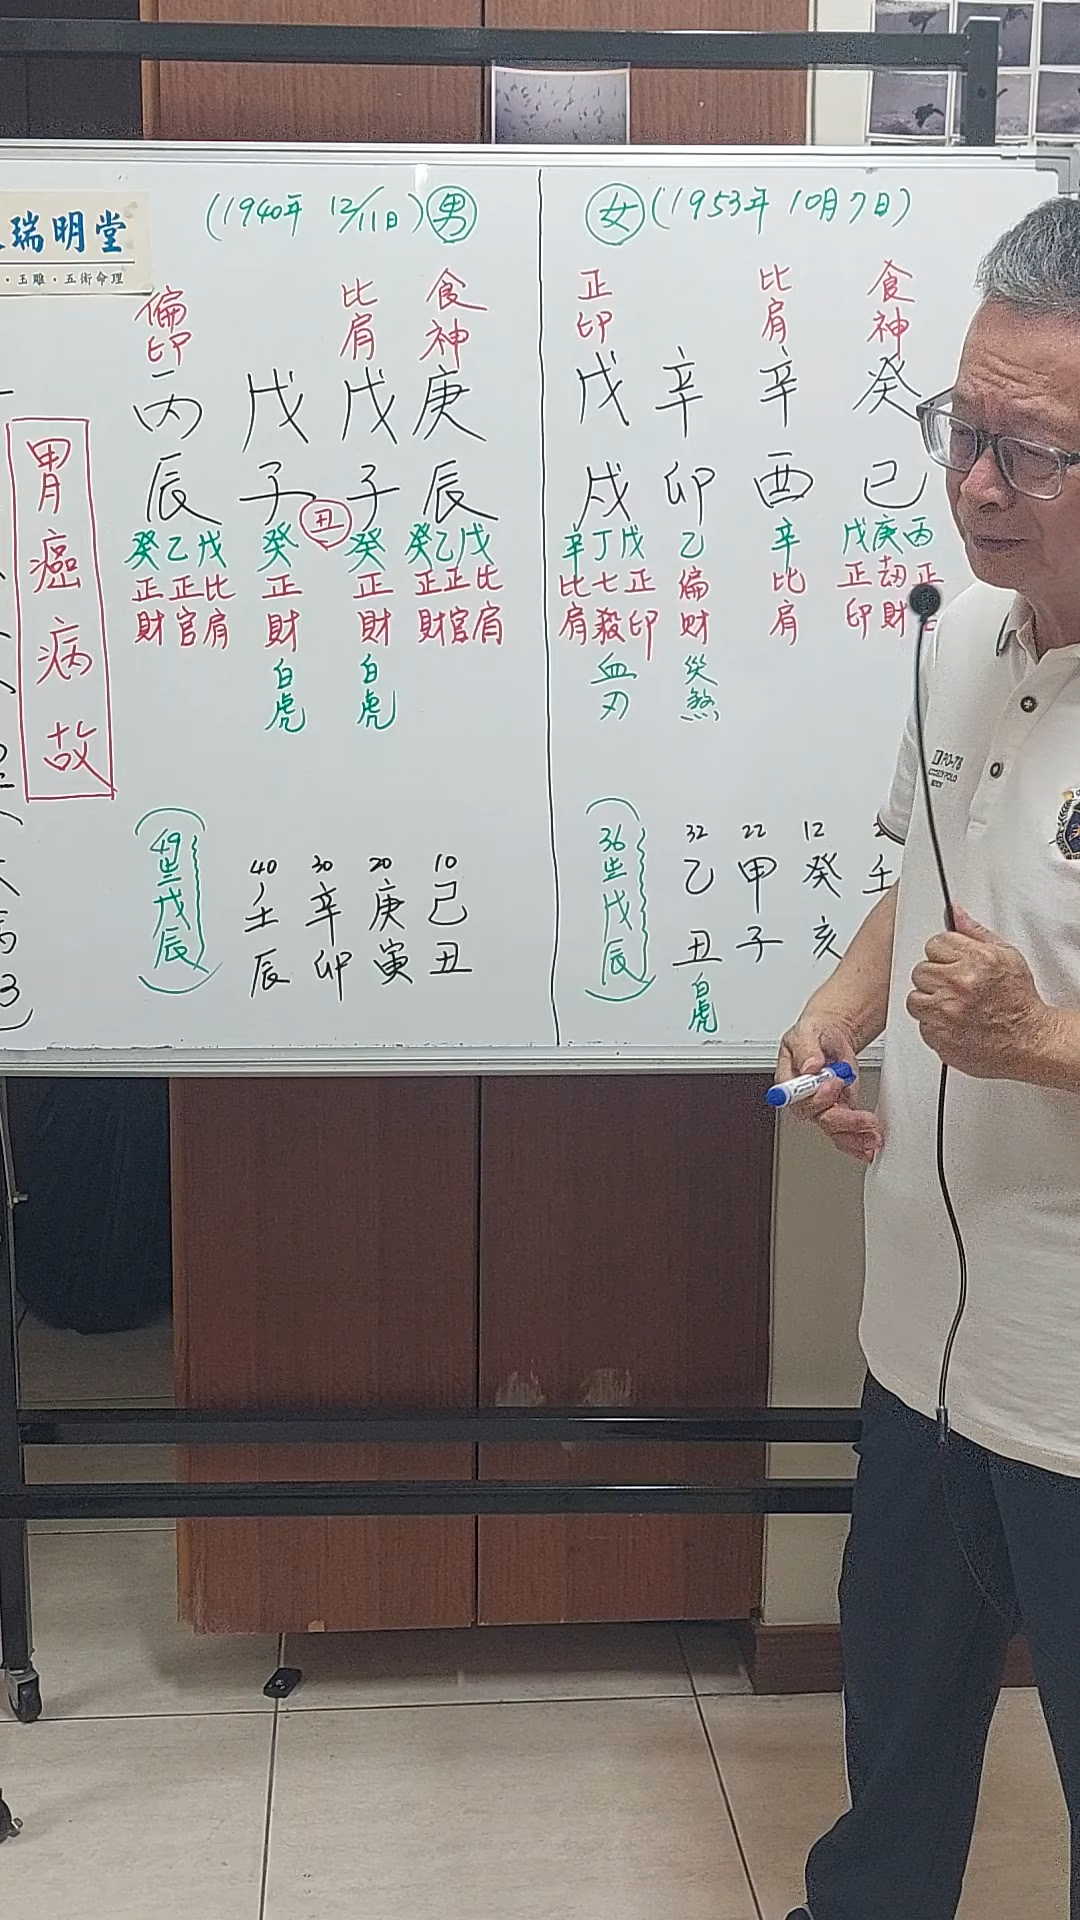 瑞明堂
·玉雕·五術命理
胃癌病故
(1940年 12/11日) 男
偏印 比肩 食神
丙 戊 戊 庚
辰 子 子 辰
丑
癸乙戊 癸 癸 癸乙戊
正正比 正 正 正正比
財官肩 財 財 財官肩
白虎 白虎
49 40 30 20 10
(49坐戊辰)
壬 辛 庚 己
辰 卯 寅 丑
女 (1953年 10月7日)
正印 比肩 食神
戊 辛 辛 癸
戌 卯 酉 巳
辛丁戊 乙 辛 戊庚丙
比七正 偏 比 正劫正
肩殺印 財 肩 印財
血刃 災煞
32 22 12
(36坐戊辰)
乙 甲 癸 壬
丑 子 亥
白虎